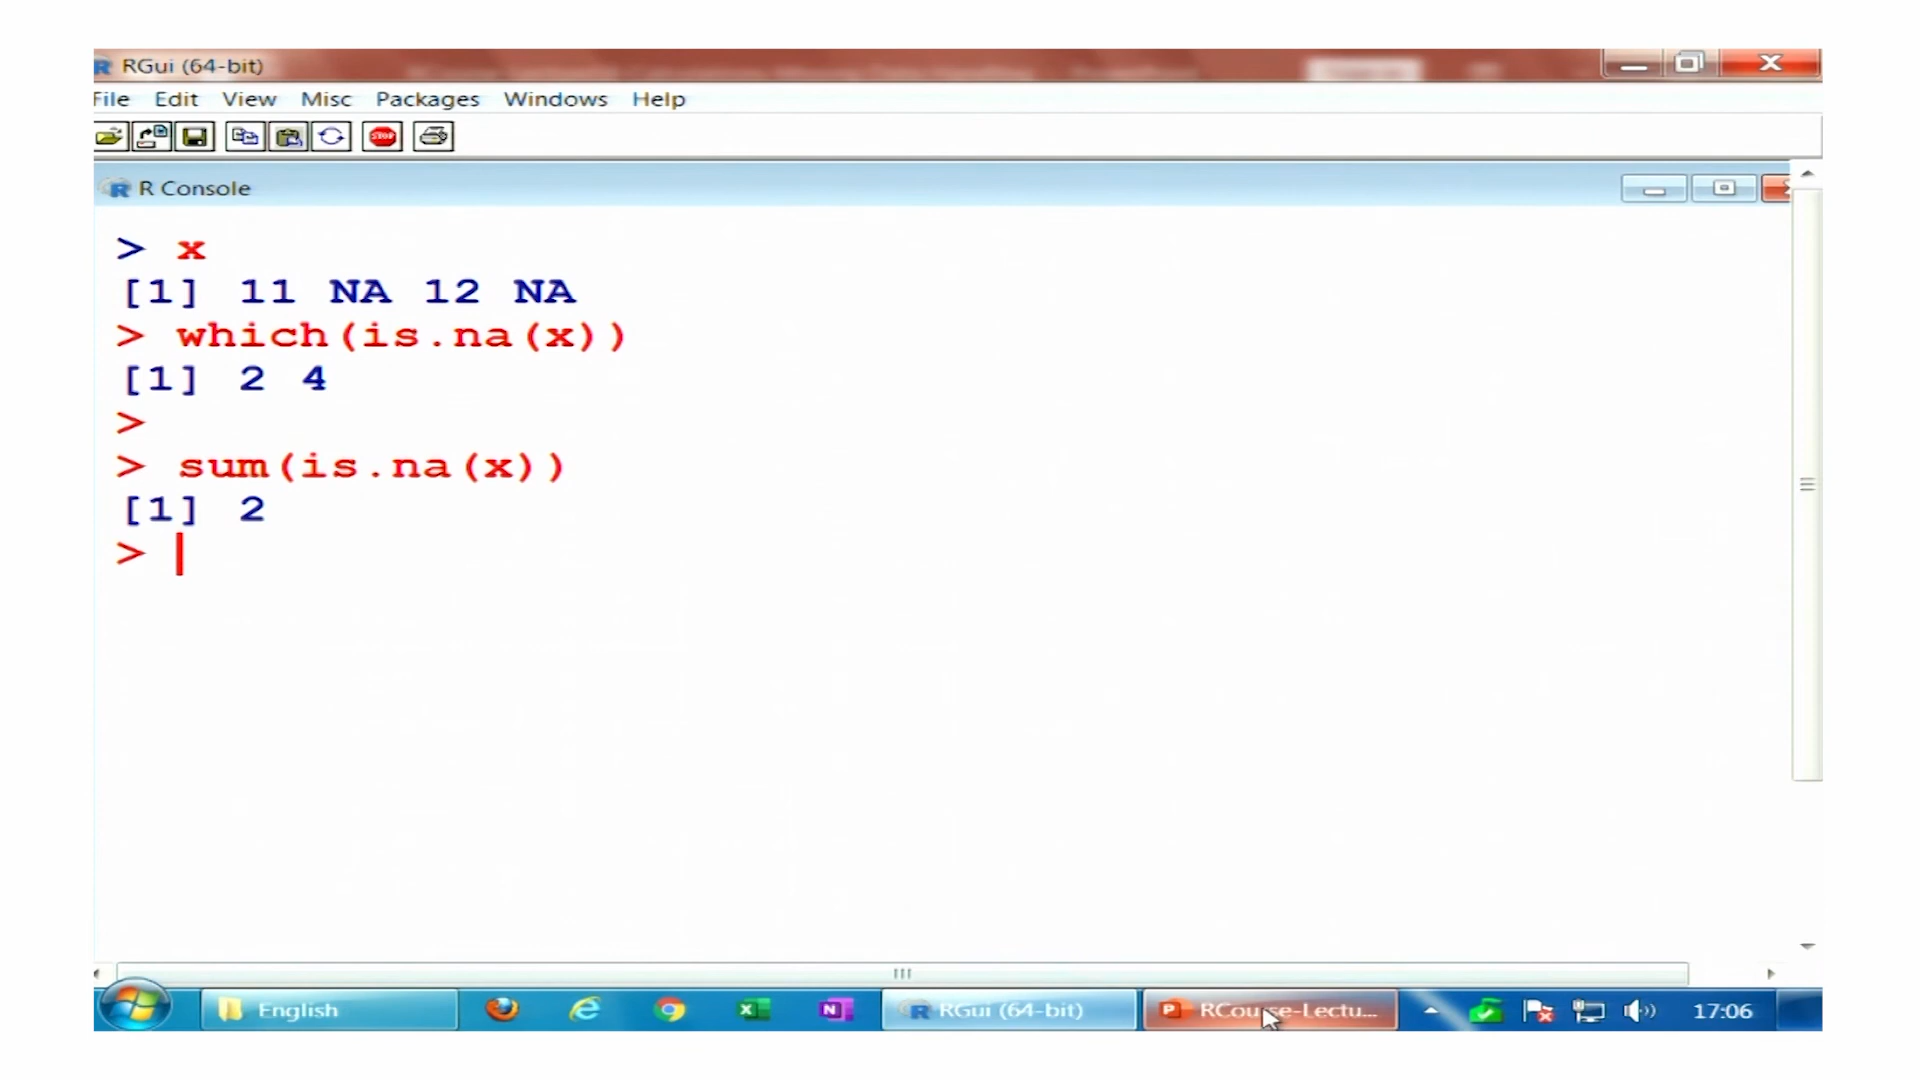 RGui (64-bit)
File Edit View Misc Packages Windows Help
STOP
R Console
> x
[1] 11 NA 12 NA
> which(is.na(x))
[1] 2 4
>
> sum(is.na(x))
[1] 2
>
English RGui (64-bit) RCourse-Lectu... 17:06